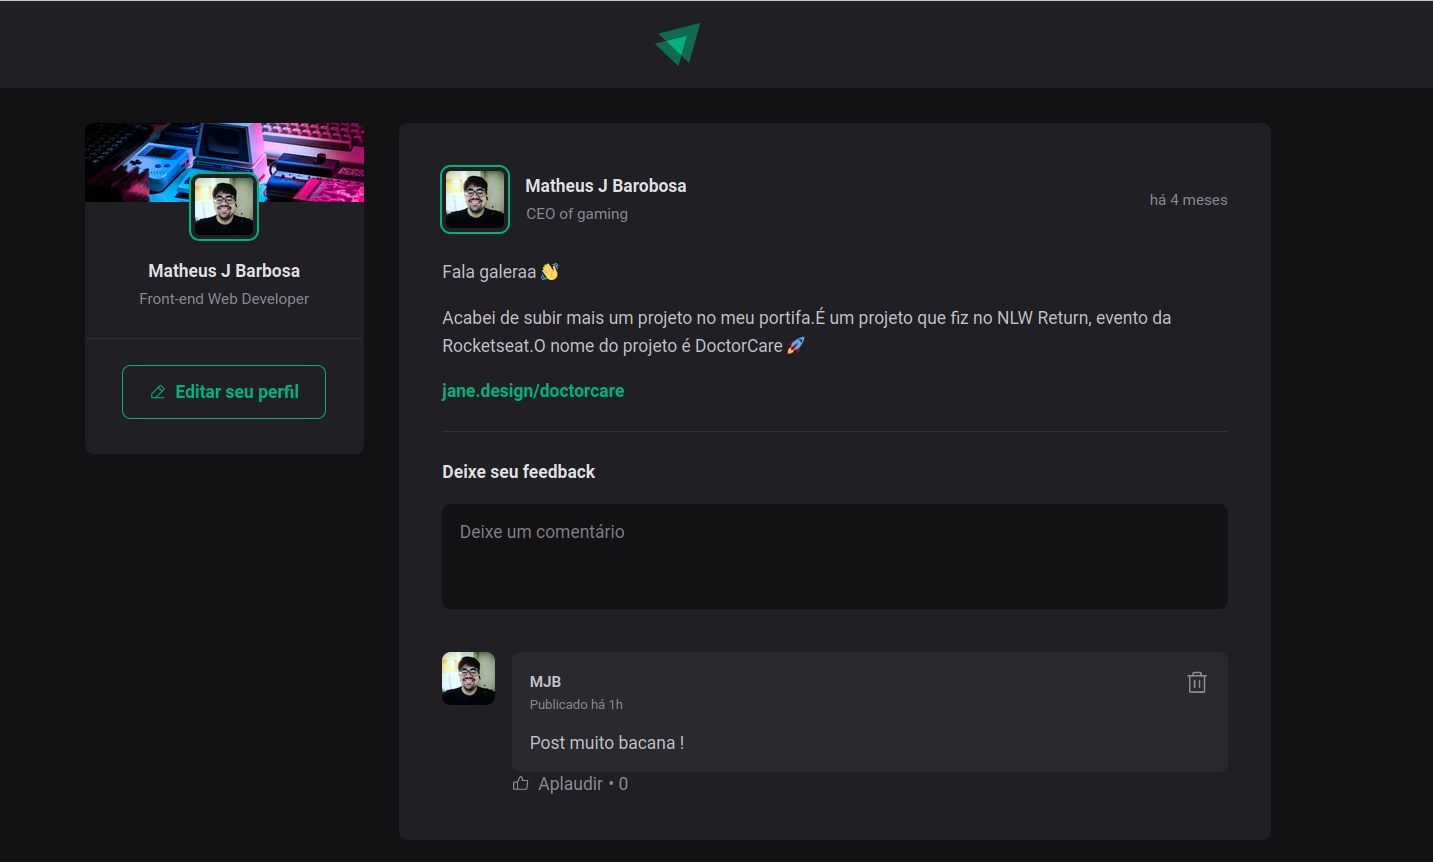 Matheus J Barbosa
Front-end Web Developer
Editar seu perfil
Matheus J Barobosa
CEO of gaming
há 4 meses
Fala galeraa 👋
Acabei de subir mais um projeto no meu portifa.É um projeto que fiz no NLW Return, evento da
Rocketseat.O nome do projeto é DoctorCare 🚀
jane.design/doctorcare
Deixe seu feedback
Deixe um comentário
MJB
Publicado há 1h
Post muito bacana !
Aplaudir • 0